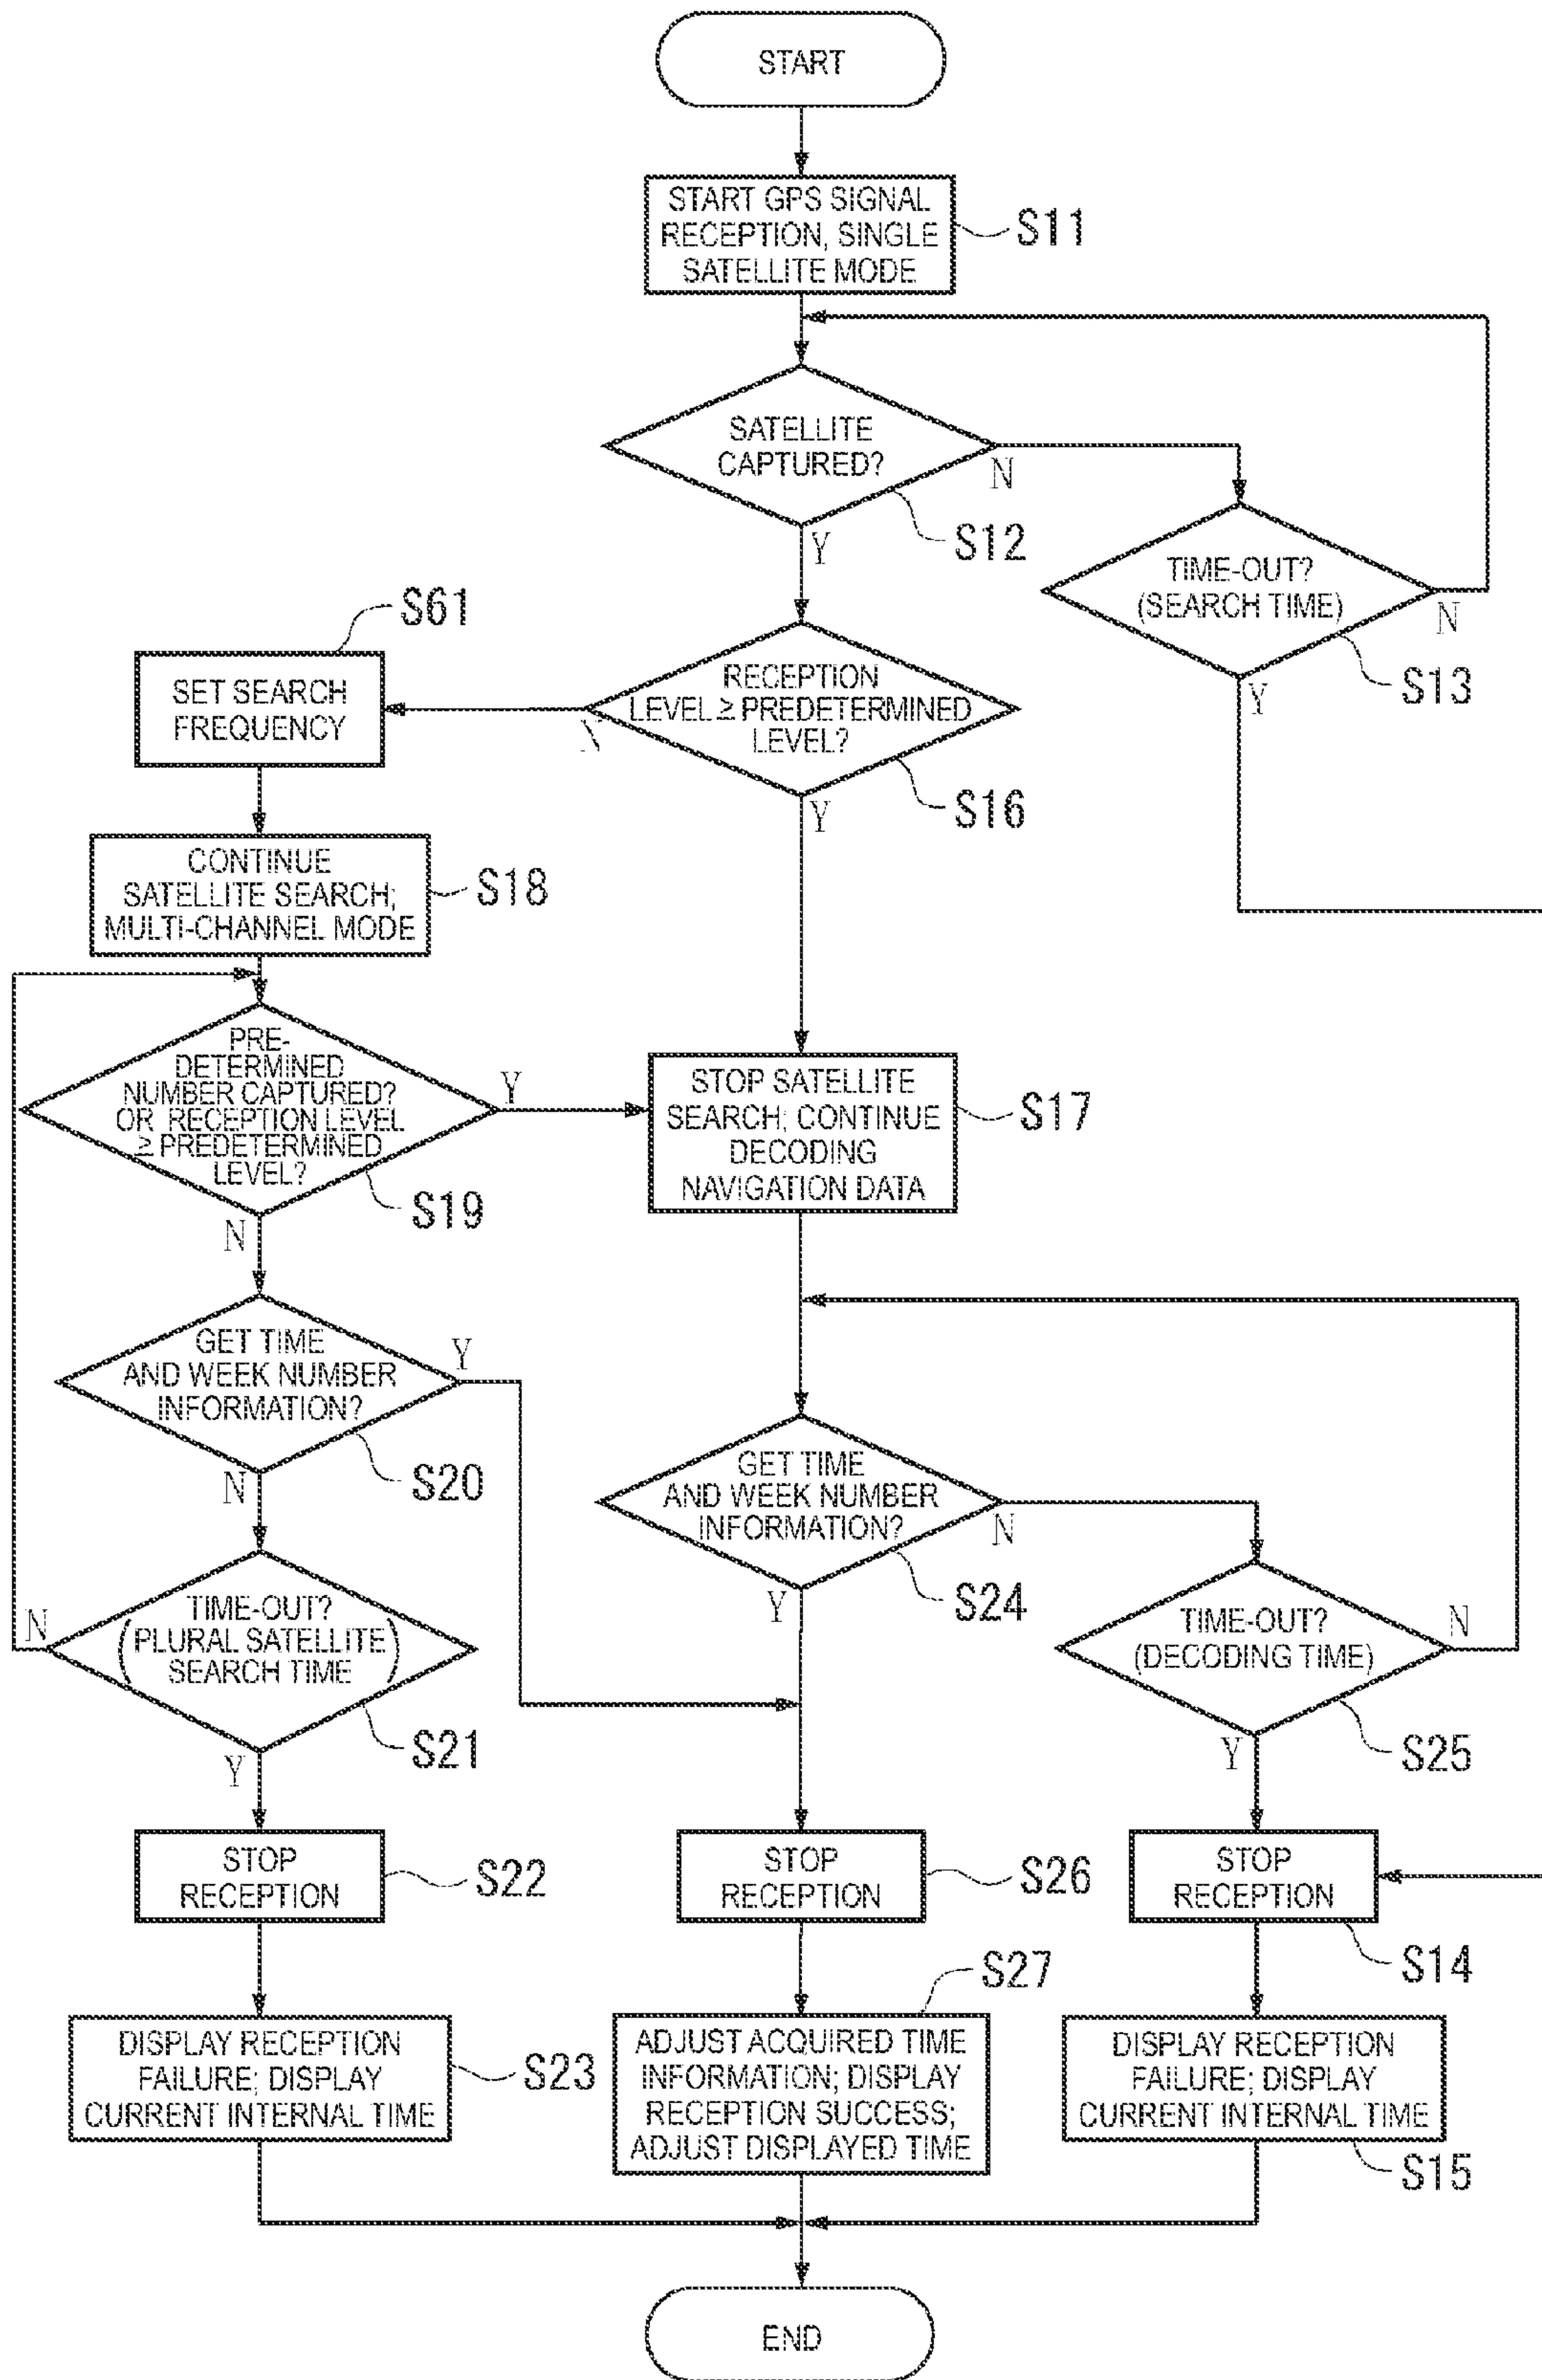 START
START GPS SIGNAL
RECEPTION, SINGLE
SATELLITE MODE
S11
SATELLITE
CAPTURED?
N
S12
Y
TIME-OUT?
(SEARCH TIME)
N
S13
Y
S61
SET SEARCH
FREQUENCY
RECEPTION
LEVEL ≥ PREDETERMINED
LEVEL?
N
S16
Y
CONTINUE
SATELLITE SEARCH;
MULTI-CHANNEL MODE
S18
PRE-
DETERMINED
NUMBER CAPTURED?
OR RECEPTION LEVEL
≥ PREDETERMINED
LEVEL?
Y
S19
N
STOP SATELLITE
SEARCH; CONTINUE
DECODING
NAVIGATION DATA
S17
GET TIME
AND WEEK NUMBER
INFORMATION?
Y
S20
N
GET TIME
AND WEEK NUMBER
INFORMATION?
N
S24
Y
TIME-OUT?
(PLURAL SATELLITE
SEARCH TIME)
N
S21
Y
TIME-OUT?
(DECODING TIME)
N
S25
Y
STOP
RECEPTION
S22
STOP
RECEPTION
S26
STOP
RECEPTION
S14
DISPLAY RECEPTION
FAILURE; DISPLAY
CURRENT INTERNAL TIME
S23
S27
ADJUST ACQUIRED TIME
INFORMATION; DISPLAY
RECEPTION SUCCESS;
ADJUST DISPLAYED TIME
DISPLAY RECEPTION
FAILURE; DISPLAY
CURRENT INTERNAL TIME
S15
END